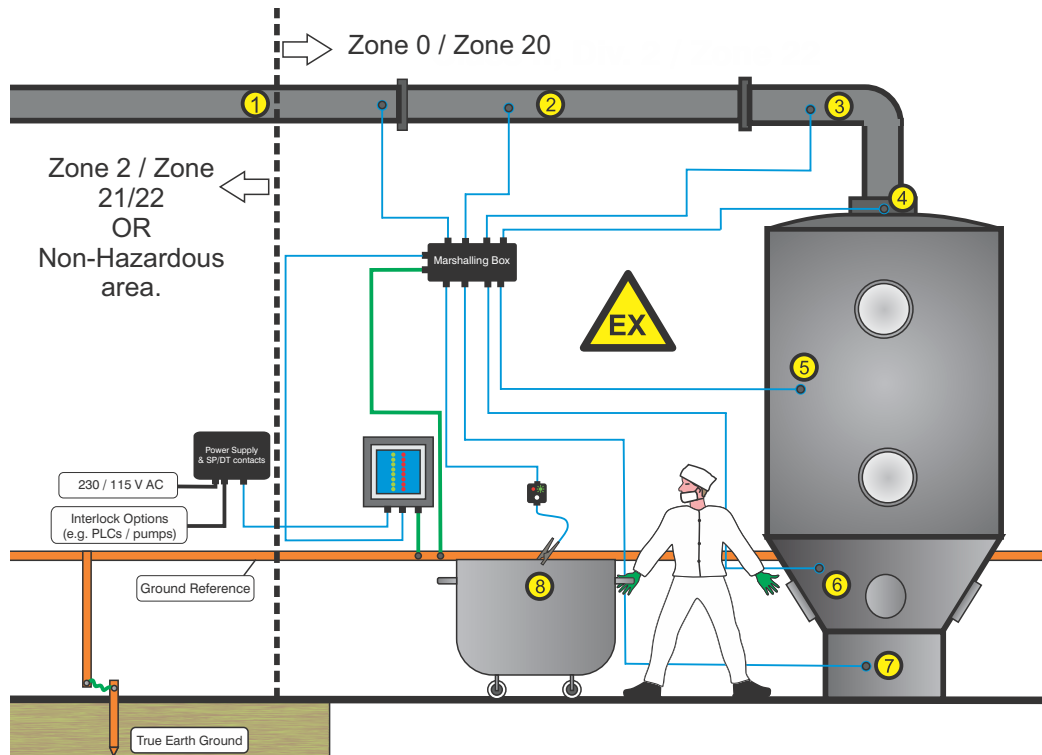 Zone 0 / Zone 20
1
2
3
Zone 2 / Zone
21/22
OR
Non-Hazardous
area.
4
Marshalling Box
EX
5
Power Supply
& SP/DT contacts
230 / 115 V AC
Interlock Options
(e.g. PLCs / pumps)
Ground Reference
8
6
7
True Earth Ground